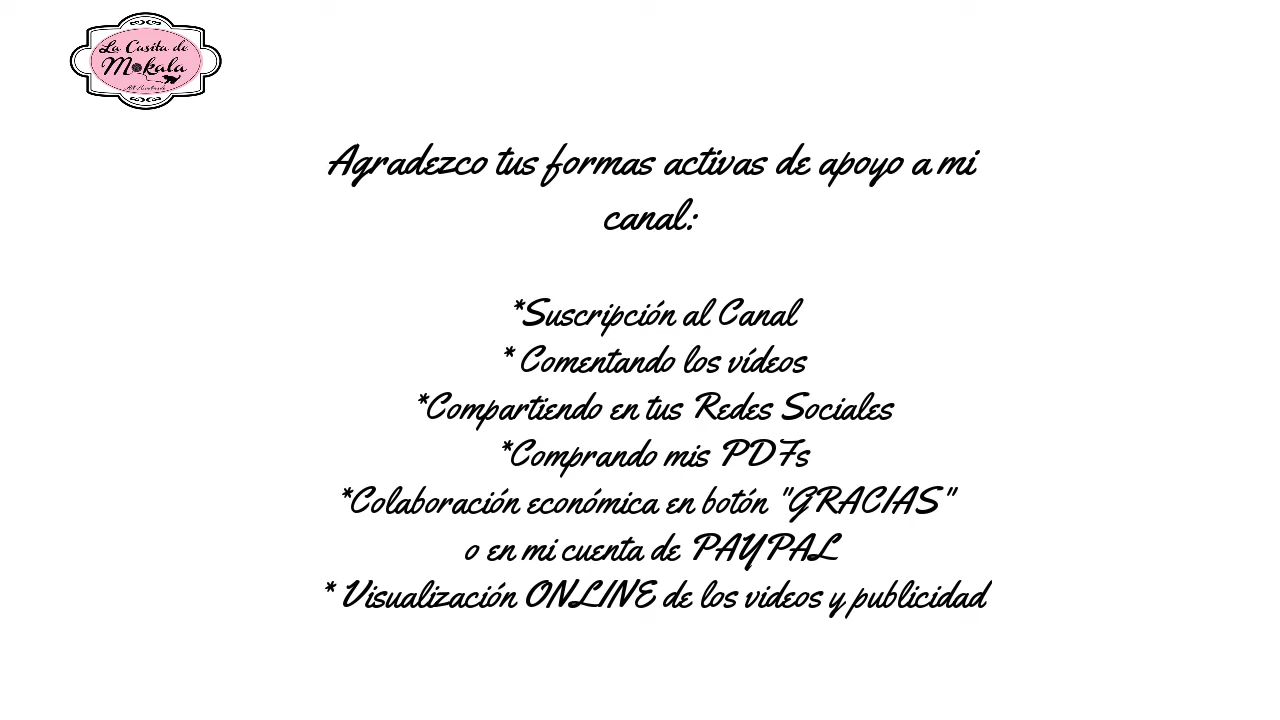 La Casita de
Mokala
Agradezco tus formas activas de apoyo a mi
canal:
*Suscripción al Canal
* Comentando los vídeos
*Compartiendo en tus Redes Sociales
*Comprando mis PDFs
*Colaboración económica en botón "GRACIAS"
o en mi cuenta de PAYPAL
* Visualización ONLINE de los videos y publicidad